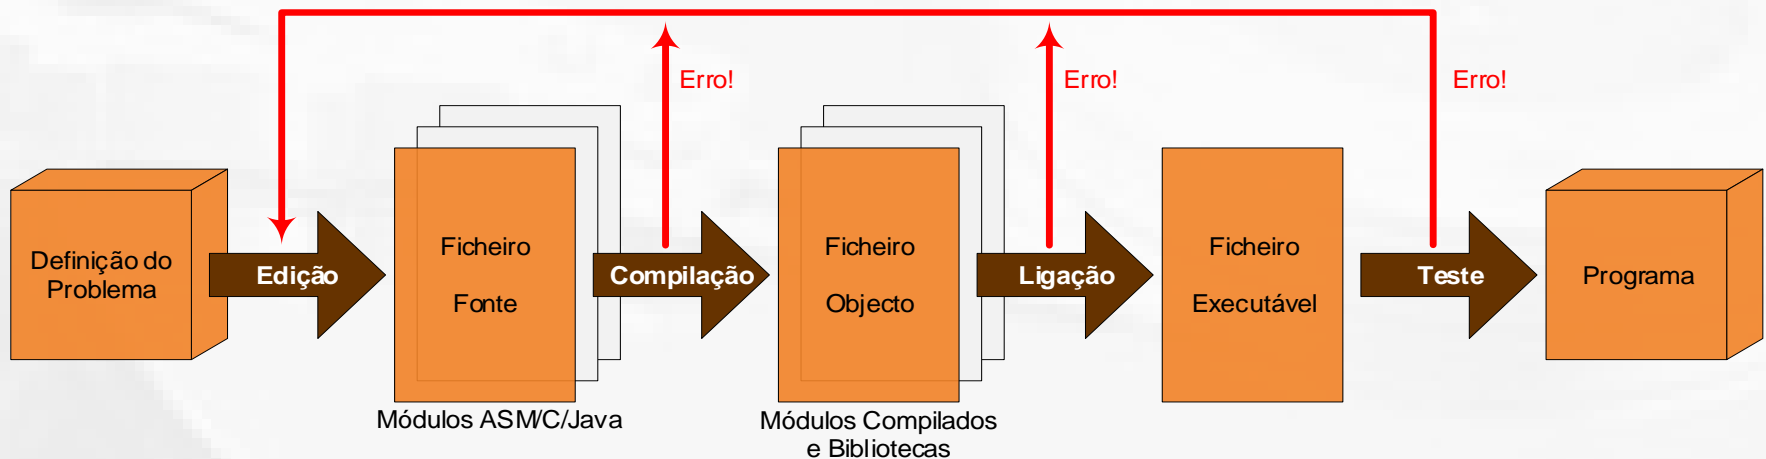 Erro!
Erro!
Erro!
Definição do
Problema
Edição
Ficheiro
Fonte
Compilação
Ficheiro
Objecto
Ligação
Ficheiro
Executável
Teste
Programa
Módulos ASM/C/Java
Módulos Compilados
e Bibliotecas